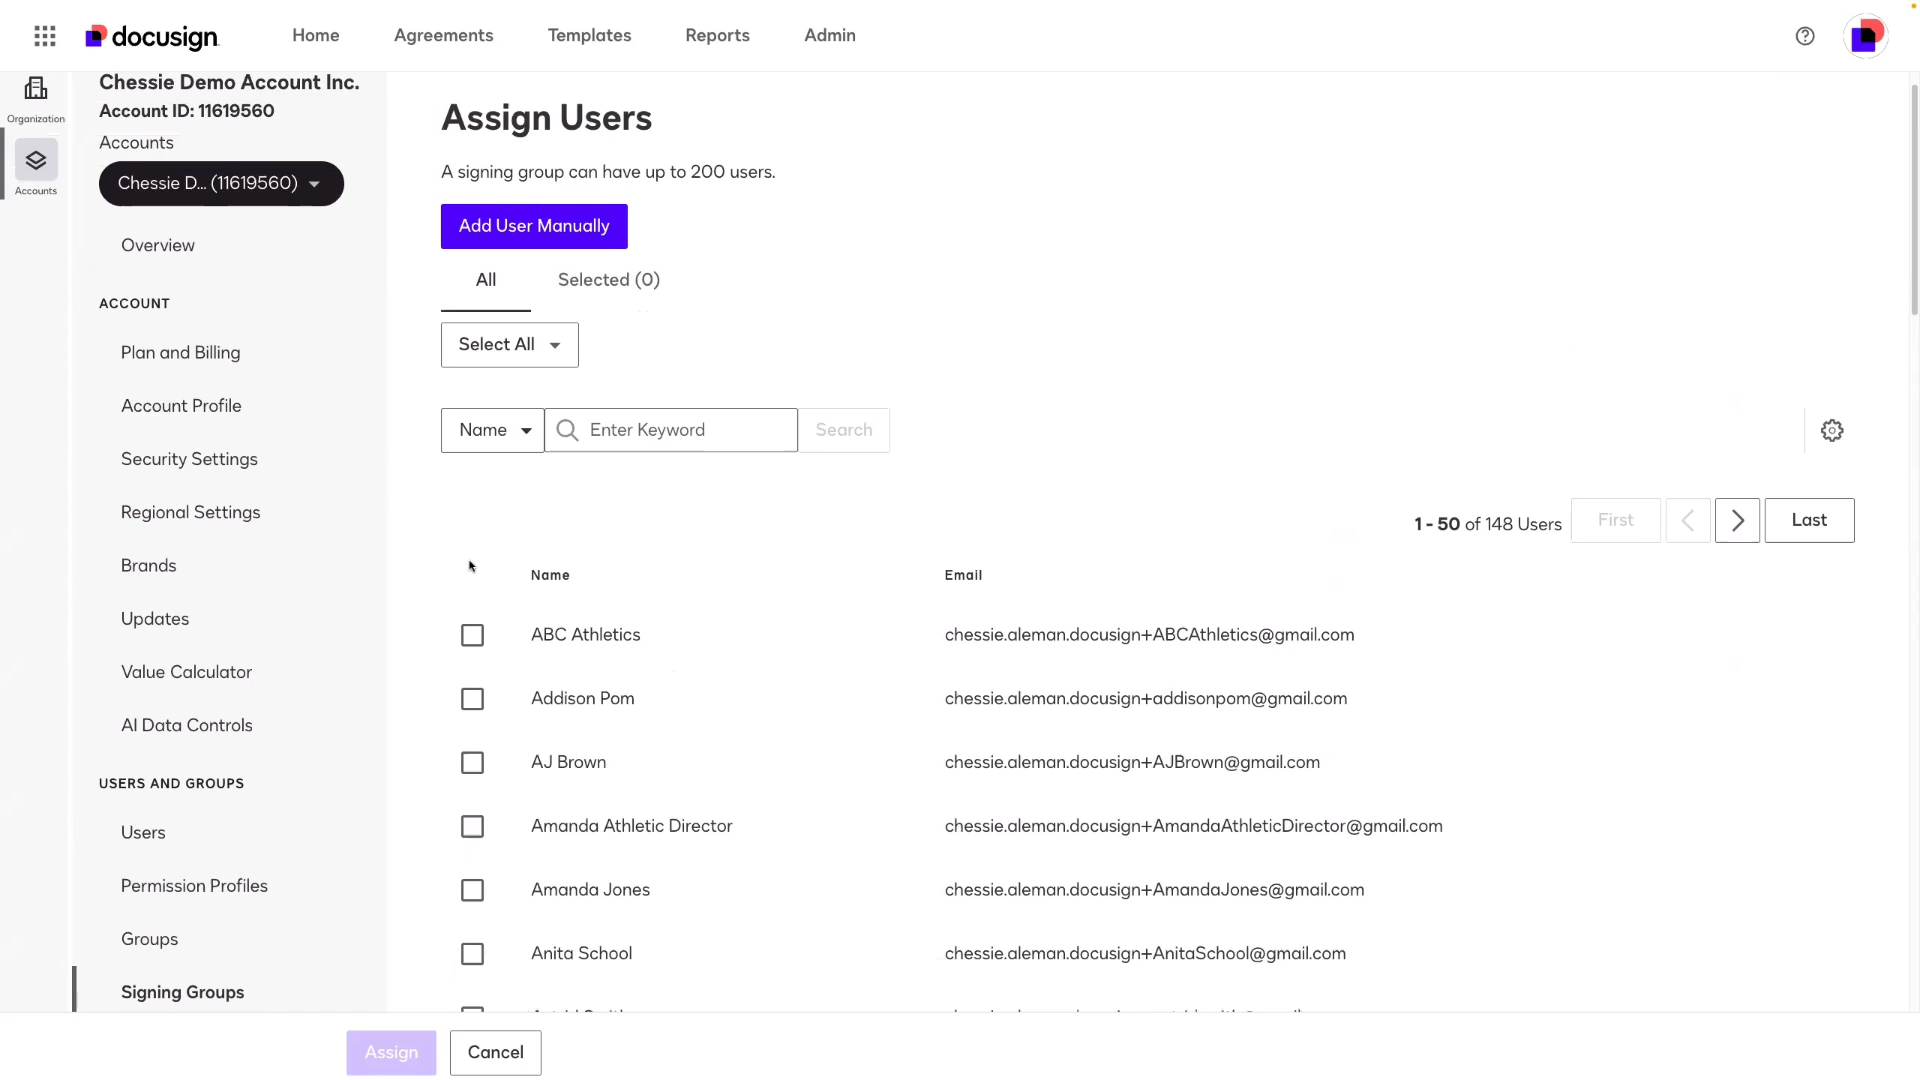 docusign
Home
Agreements
Templates
Reports
Admin
Organization
Accounts
Chessie Demo Account Inc.
Account ID: 11619560
Accounts
Chessie D... (11619560)
Overview
ACCOUNT
Plan and Billing
Account Profile
Security Settings
Regional Settings
Brands
Updates
Value Calculator
AI Data Controls
USERS AND GROUPS
Users
Permission Profiles
Groups
Signing Groups
Assign Users
A signing group can have up to 200 users.
Add User Manually
All
Selected (0)
Select All
Name
Enter Keyword
Search
1 - 50 of 148 Users
First
Last
Name
Email
ABC Athletics
chessie.aleman.docusign+ABCAthletics@gmail.com
Addison Pom
chessie.aleman.docusign+addisonpom@gmail.com
AJ Brown
chessie.aleman.docusign+AJBrown@gmail.com
Amanda Athletic Director
chessie.aleman.docusign+AmandaAthleticDirector@gmail.com
Amanda Jones
chessie.aleman.docusign+AmandaJones@gmail.com
Anita School
chessie.aleman.docusign+AnitaSchool@gmail.com
Assign
Cancel